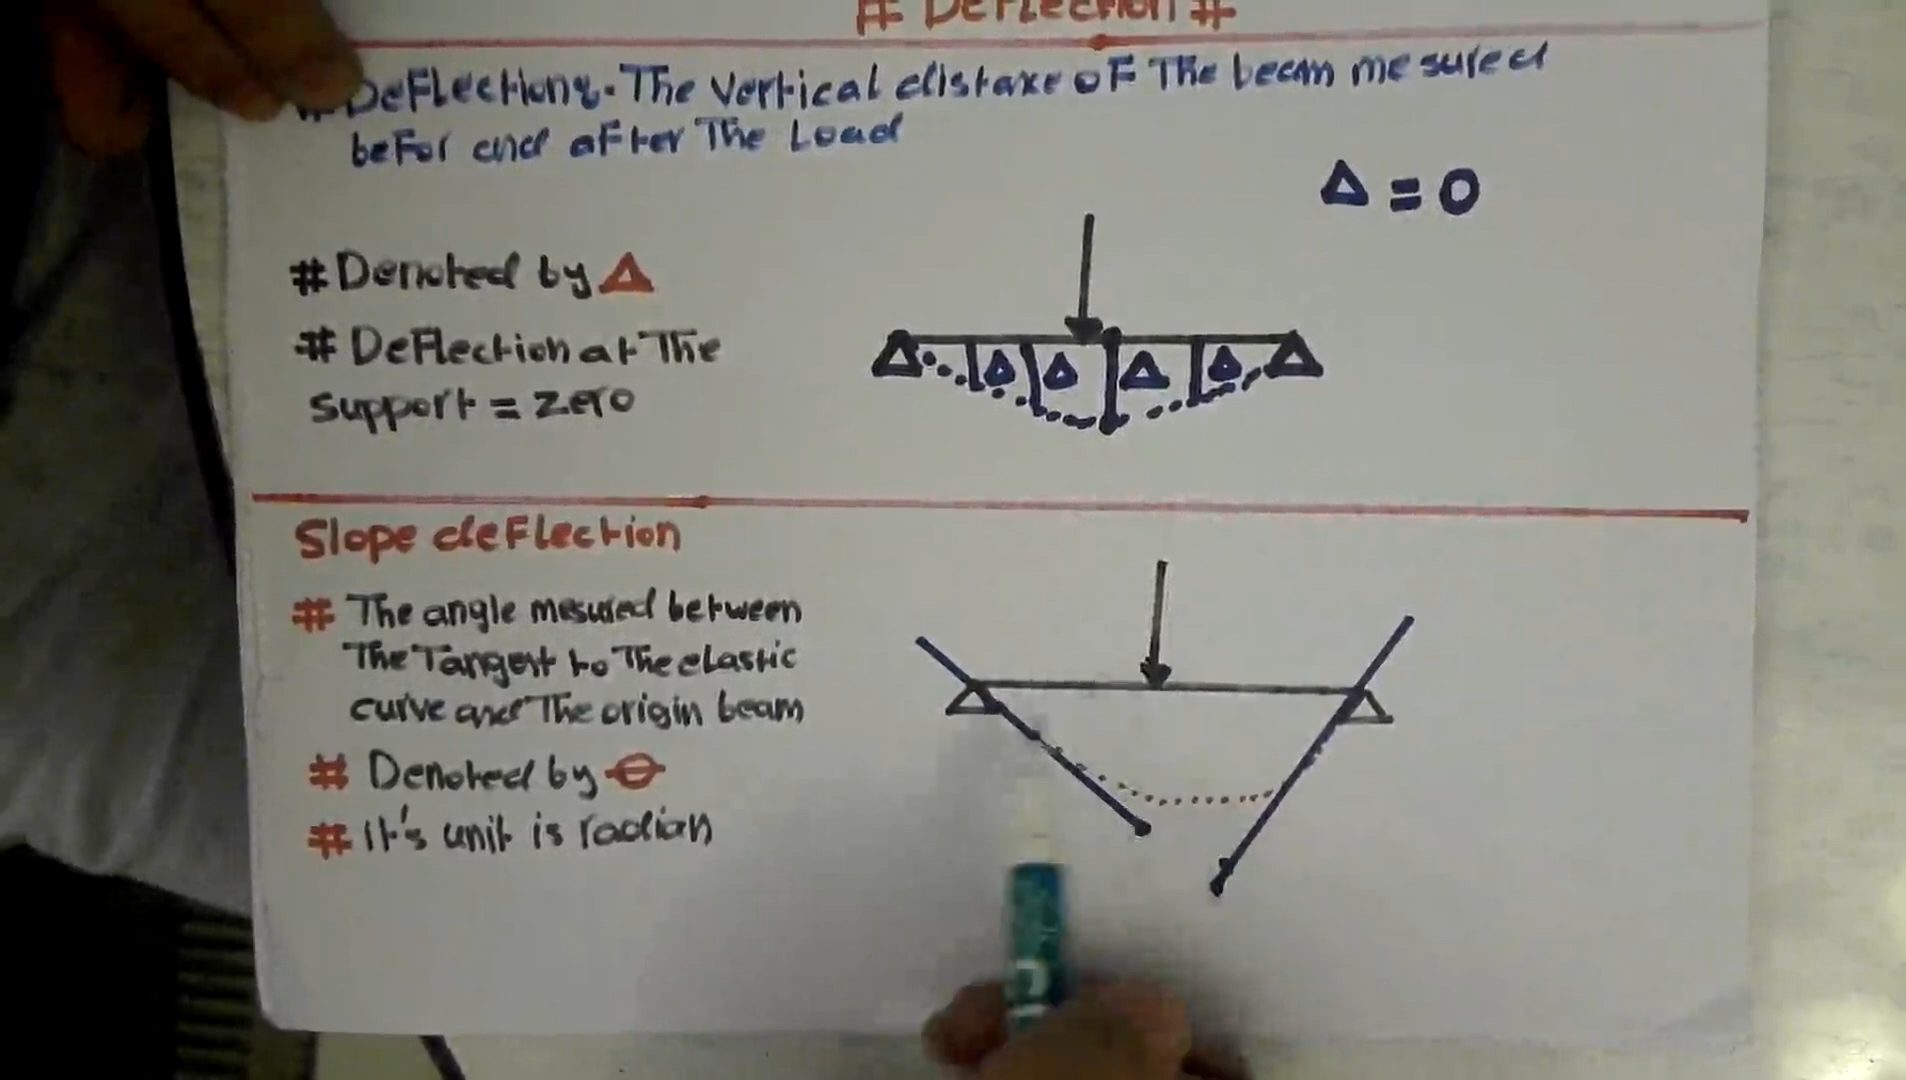 # Deflection #
# Deflection:-The Vertical distaxe of The beam mesured
befor and after The Load
Δ = 0
# Denoted by Δ
# Deflection at The
support = zero
Δ Δ Δ Δ
Slope deflection
# The angle mesured between
The Tangent to The elastic
curve and The origin beam
# Denoted by Θ
# It's unit is radian